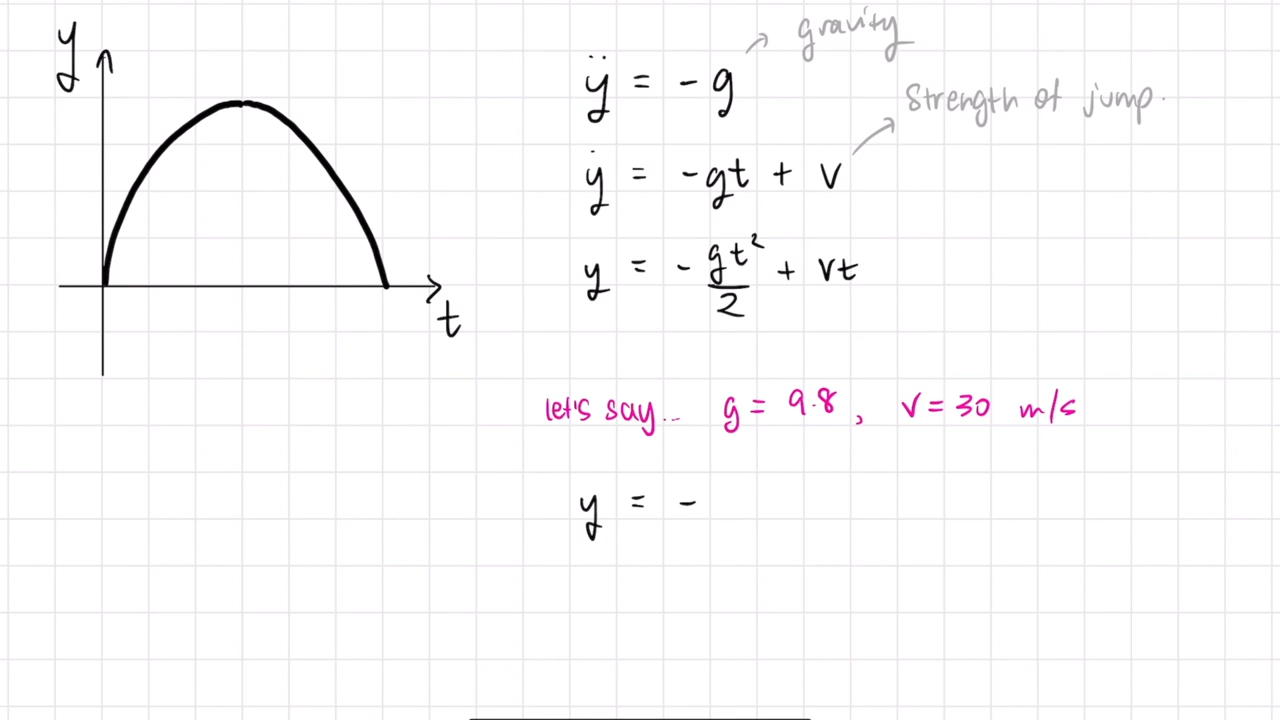 y
t
gravity
ÿ = - g
Strength of jump.
ẏ = -gt + v
y = - gt²/2 + vt
let's say... g = 9.8, v = 30 m/s
y = -